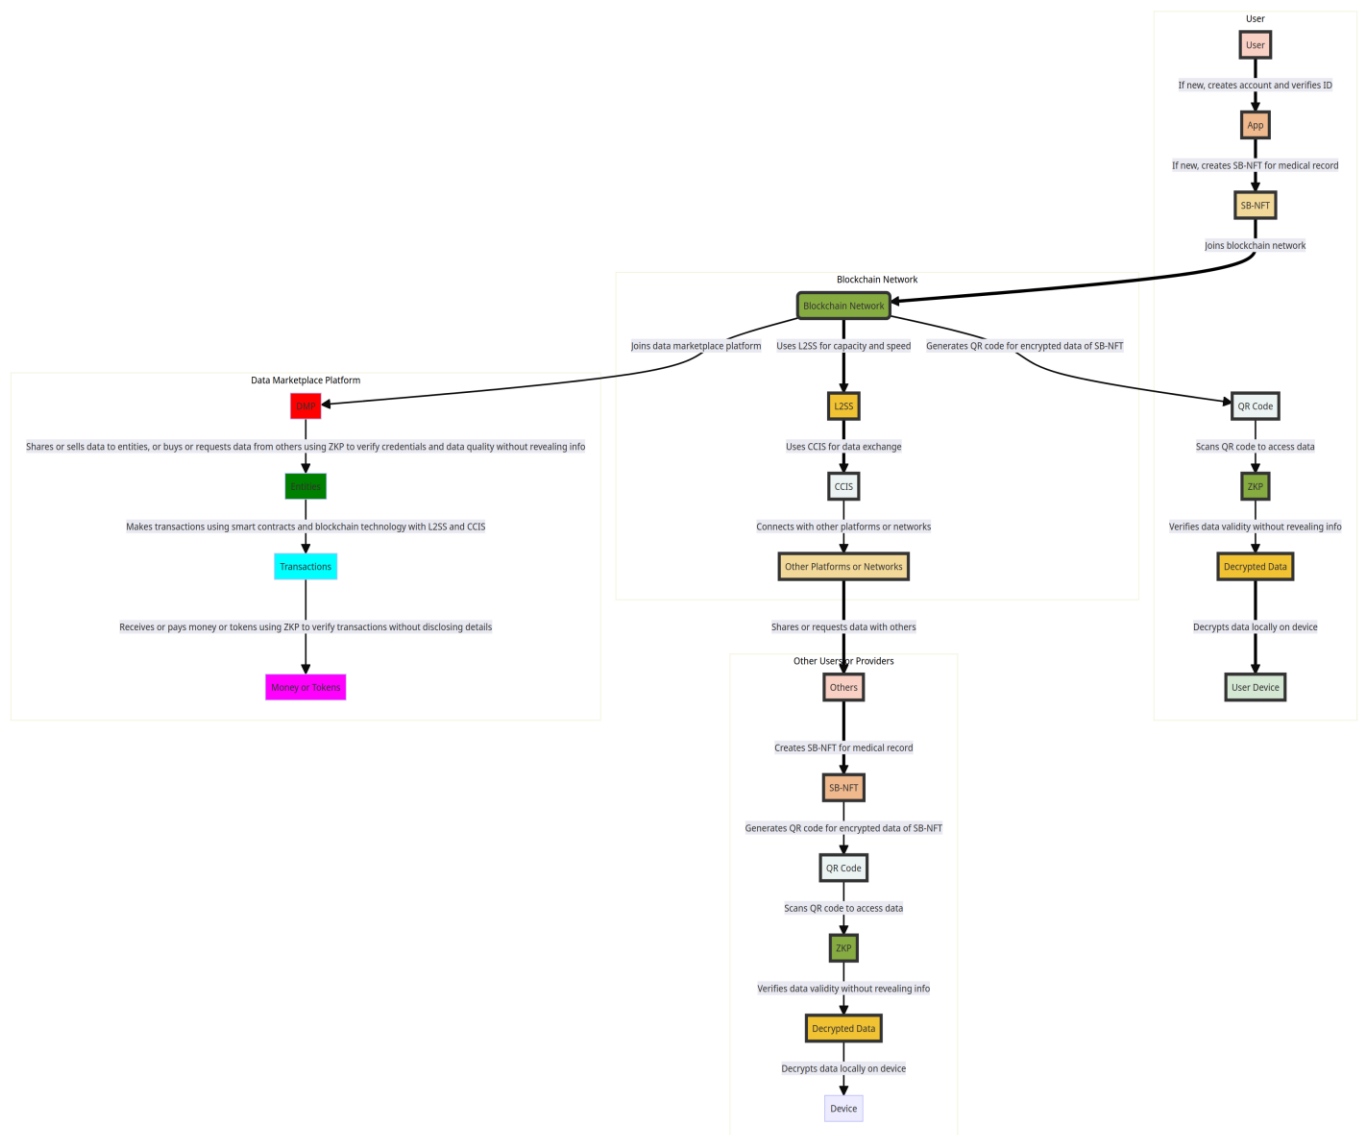 User
User
If new, creates account and verifies ID
App
If new, creates SB-NFT for medical record
SB-NFT
Joins blockchain network
Blockchain Network
Blockchain Network
Joins data marketplace platform
Uses L2SS for capacity and speed
Generates QR code for encrypted data of SB-NFT
Data Marketplace Platform
DMP
Shares or sells data to entities, or buys or requests data from others using ZKP to verify credentials and data quality without revealing info
Entities
Makes transactions using smart contracts and blockchain technology with L2SS and CCIS
Transactions
Receives or pays money or tokens using ZKP to verify transactions without disclosing details
Money or Tokens
L2SS
Uses CCIS for data exchange
CCIS
Connects with other platforms or networks
Other Platforms or Networks
Shares or requests data with others
QR Code
Scans QR code to access data
ZKP
Verifies data validity without revealing info
Decrypted Data
Decrypts data locally on device
User Device
Other Users or Providers
Others
Creates SB-NFT for medical record
SB-NFT
Generates QR code for encrypted data of SB-NFT
QR Code
Scans QR code to access data
ZKP
Verifies data validity without revealing info
Decrypted Data
Decrypts data locally on device
Device